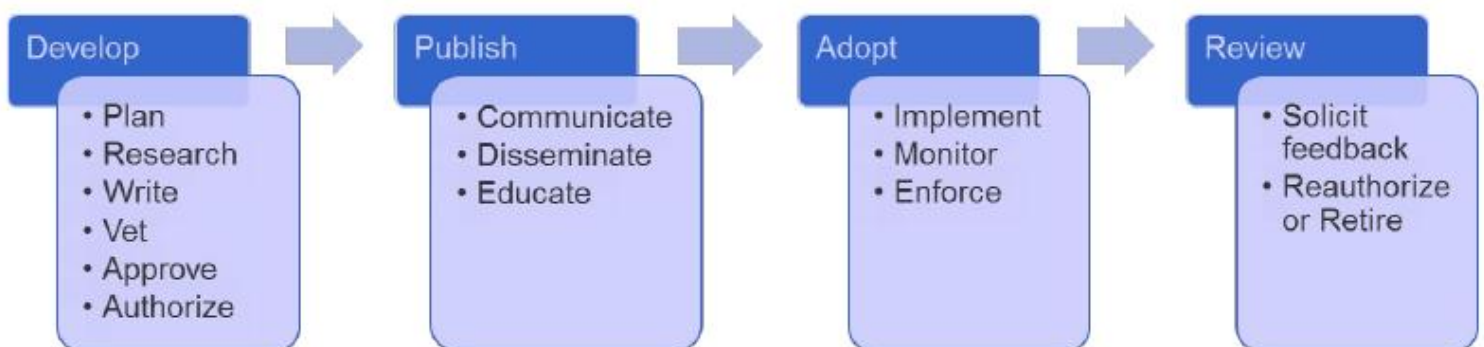 Develop
• Plan
• Research
• Write
• Vet
• Approve
• Authorize
Publish
• Communicate
• Disseminate
• Educate
Adopt
• Implement
• Monitor
• Enforce
Review
• Solicit
feedback
• Reauthorize
or Retire